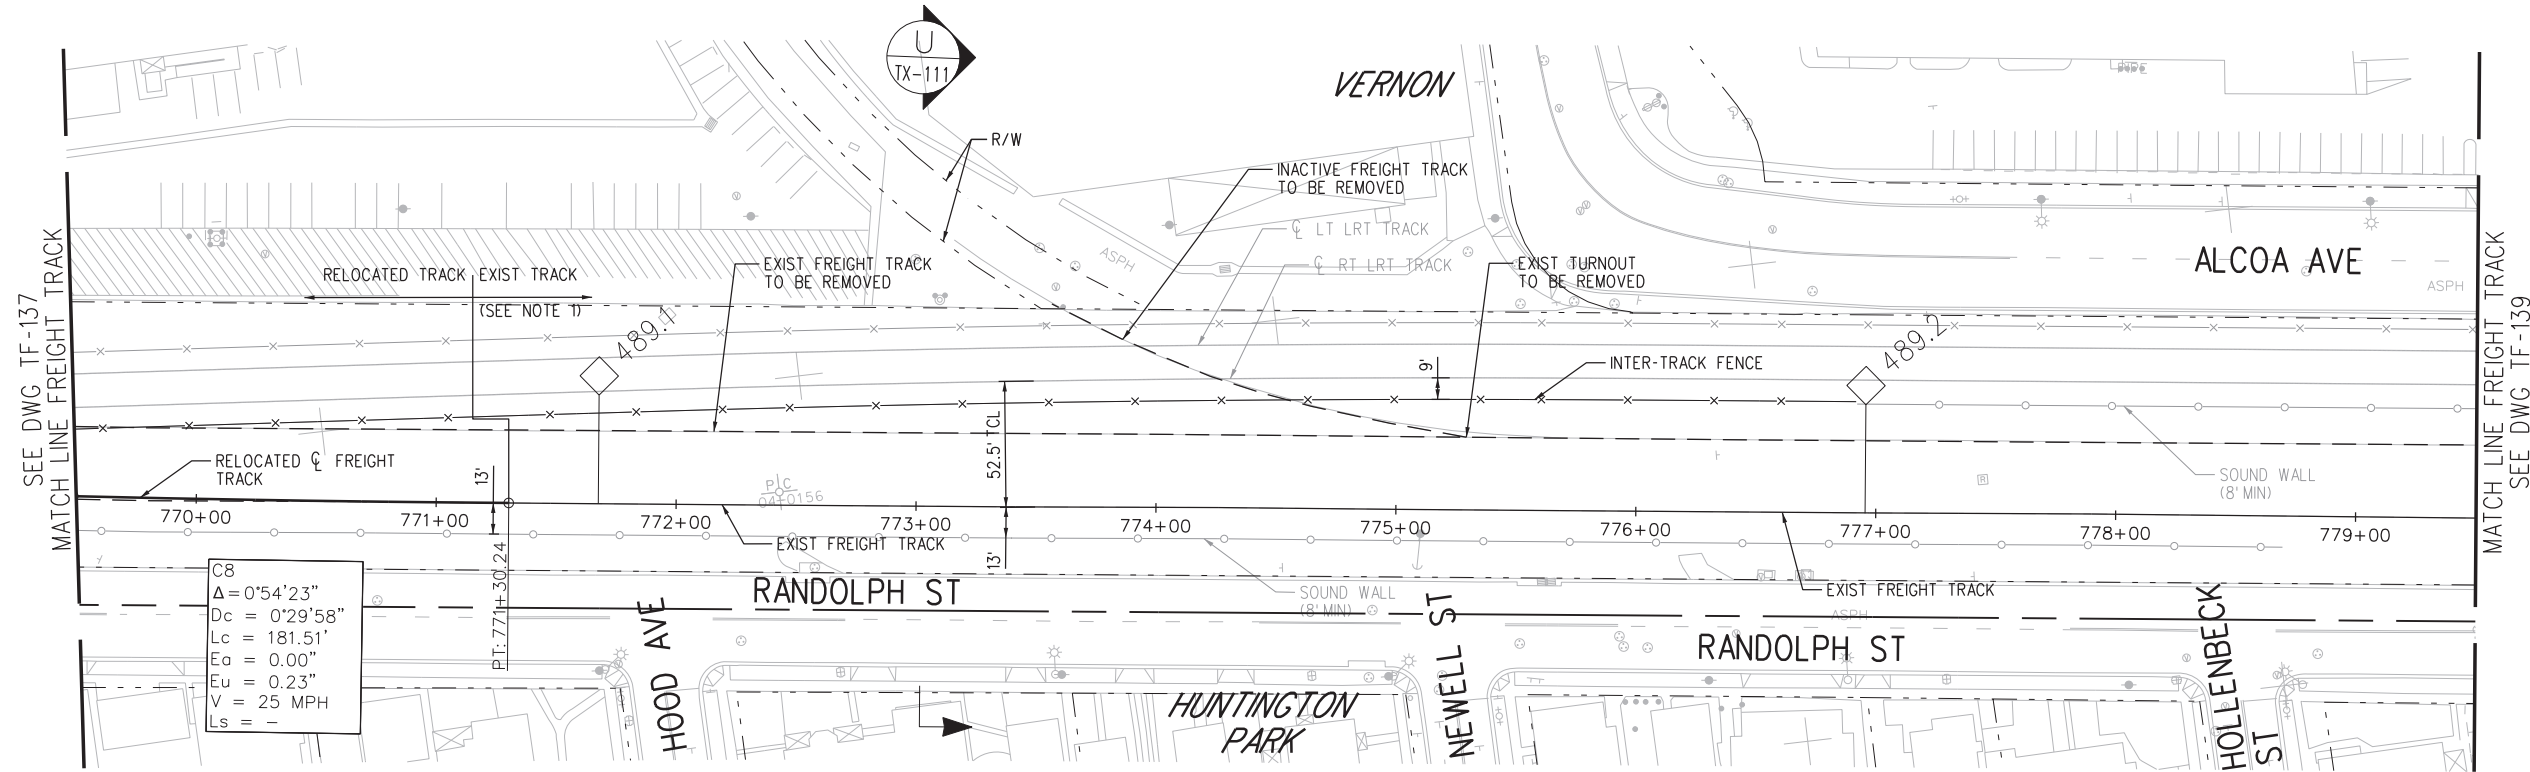 U
TX-111
VERNON
R/W
INACTIVE FREIGHT TRACK
TO BE REMOVED
℄ LT LRT TRACK
℄ RT LRT TRACK
ASPH
EXIST FREIGHT TRACK
TO BE REMOVED
EXIST TURNOUT
TO BE REMOVED
ALCOA AVE
ASPH
RELOCATED TRACK
EXIST TRACK
(SEE NOTE 1)
489.1
489.2
SEE DWG TF-137
MATCH LINE FREIGHT TRACK
MATCH LINE FREIGHT TRACK
SEE DWG TF-139
9'
INTER-TRACK FENCE
52.5' TCL
RELOCATED ℄ FREIGHT
TRACK
13'
P C
04+0156
SOUND WALL
(8' MIN)
R
770+00
771+00
772+00
773+00
774+00
775+00
776+00
777+00
778+00
779+00
EXIST FREIGHT TRACK
13'
PT: 771+30.24
C8
Δ=0°54'23"
Dc = 0°29'58"
Lc = 181.51'
Ea = 0.00"
Eu = 0.23"
V = 25 MPH
Ls = -
RANDOLPH ST
SOUND WALL
(8' MIN)
EXIST FREIGHT TRACK
ASPH
RANDOLPH ST
HOOD AVE
HUNTINGTON
PARK
NEWELL ST
HOLLENBECK
ST